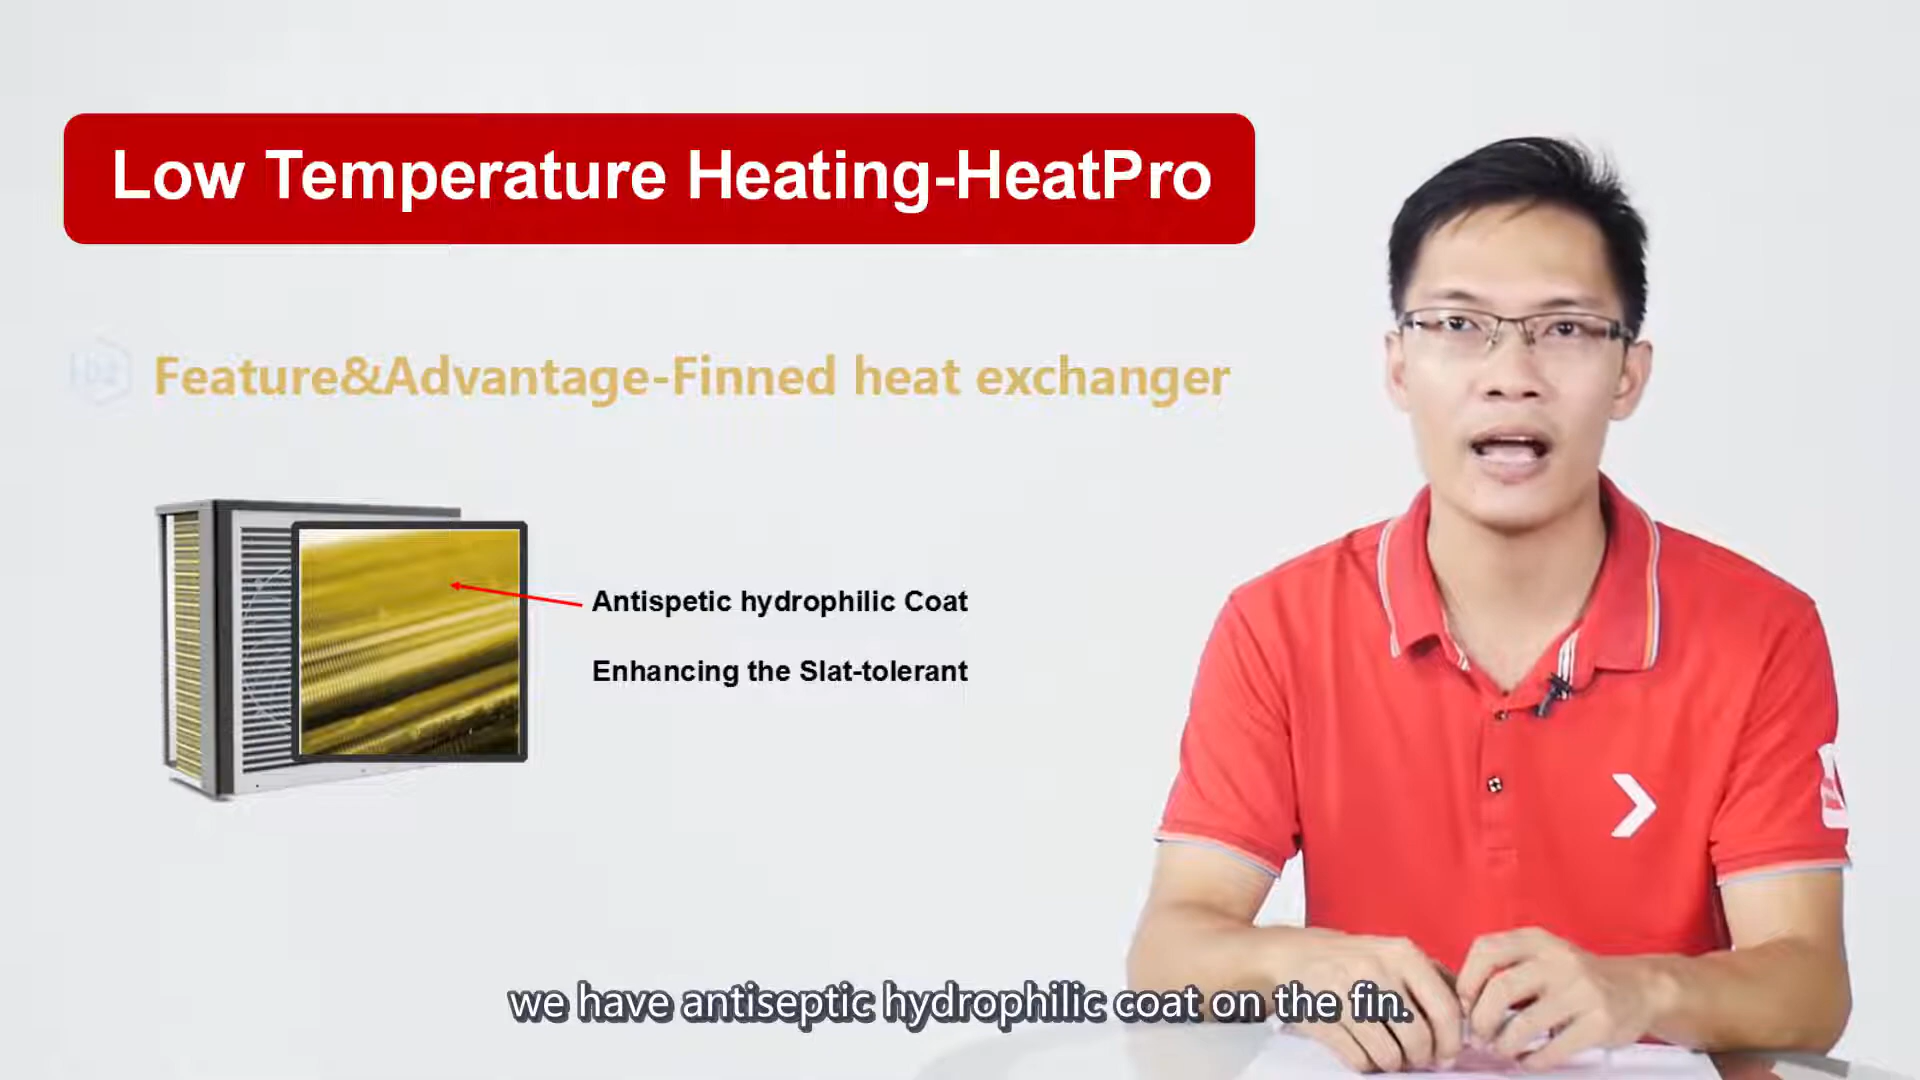 Low Temperature Heating-HeatPro
Feature&Advantage-Finned heat exchanger
Antispetic hydrophilic Coat
Enhancing the Slat-tolerant
we have antiseptic hydrophilic coat on the fin.